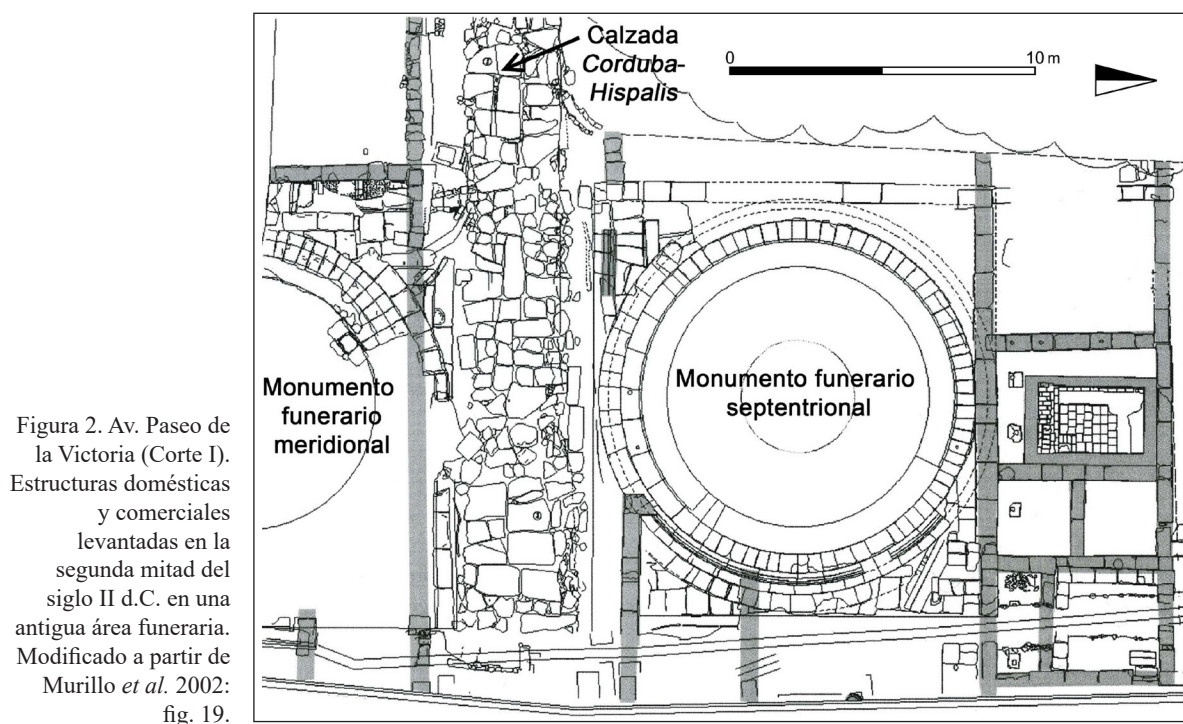 Calzada
Corduba-
Hispalis
0
10 m
Monumento
funerario
meridional
Monumento funerario
septentrional
Figura 2. Av. Paseo de
la Victoria (Corte I).
Estructuras domésticas
y comerciales
levantadas en la
segunda mitad del
siglo II d.C. en una
antigua área funeraria.
Modificado a partir de
Murillo et al. 2002:
fig. 19.